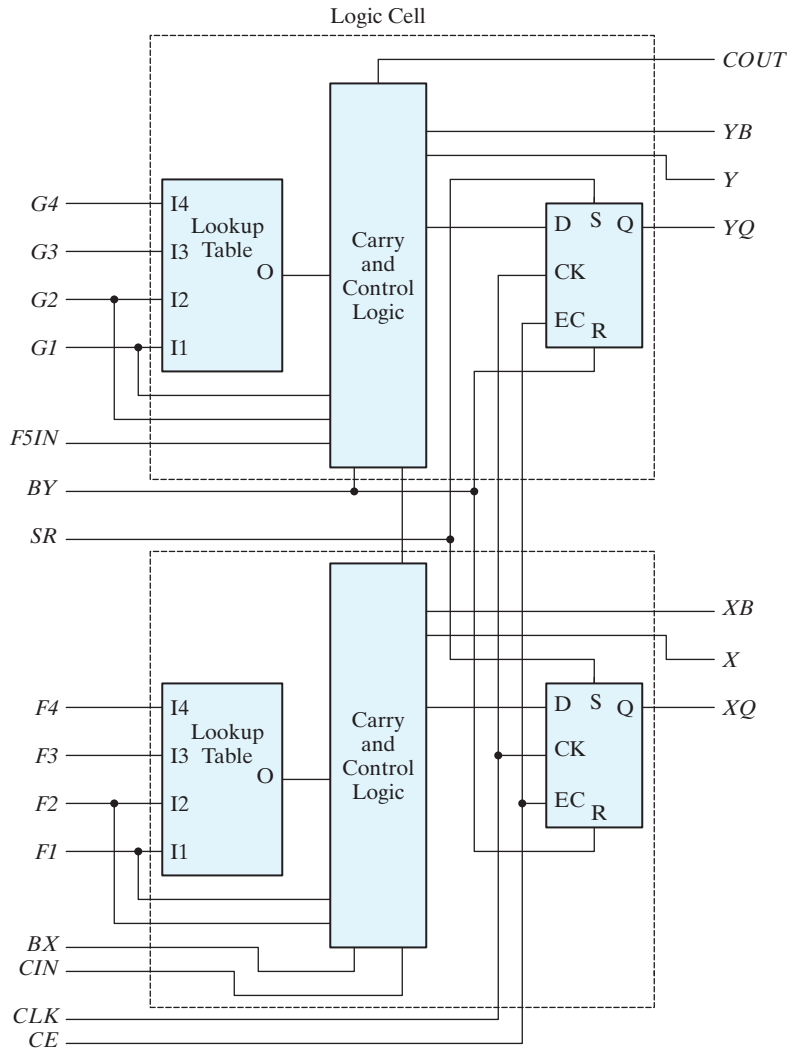 Logic Cell
COUT
YB
Y
G4
I4
Lookup
Table
D
S
Q
YQ
G3
I3
Carry
and
Control
Logic
O
CK
G2
I2
EC
R
G1
I1
F5IN
BY
SR
XB
X
F4
I4
Lookup
Table
D
S
Q
XQ
F3
I3
Carry
and
Control
Logic
O
CK
F2
I2
EC
R
F1
I1
BX
CIN
CLK
CE